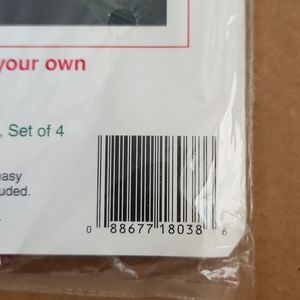 your own
, Set of 4
easy
uded.
0 88677 18038 6